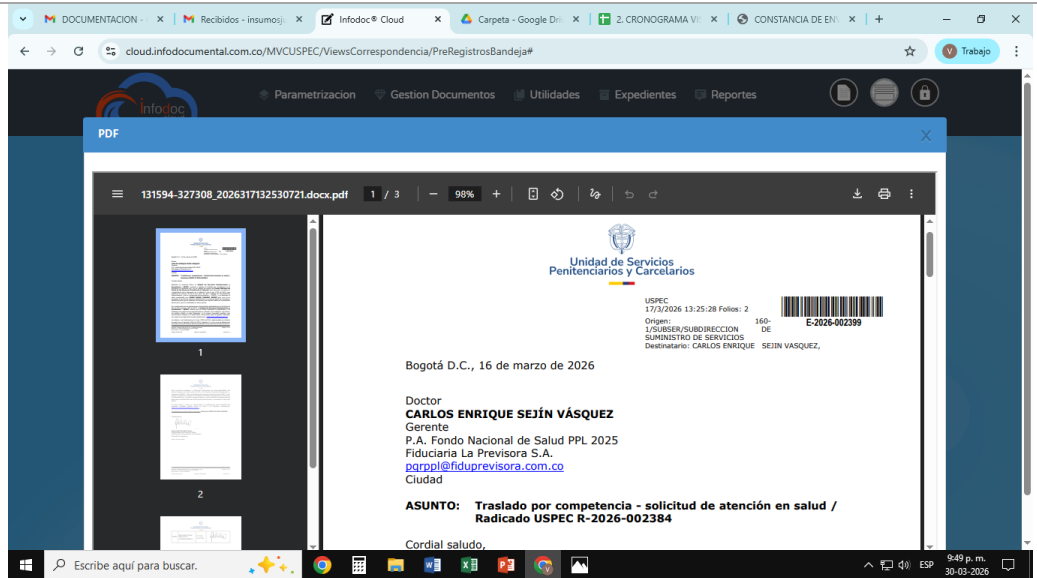 DOCUMENTACION -
Recibidos - insumosj
Infodoc® Cloud
Carpeta - Google Dri
2. CRONOGRAMA VI
CONSTANCIA DE ENV
cloud.infodocumental.com.co/MVCUSPEC/ViewsCorrespondencia/PreRegistrosBandeja#
V Trabajo
Infodoc
Parametrizacion
Gestion Documentos
Utilidades
Expedientes
Reportes
PDF
X
131594-327308_2026317132530721.docx.pdf
1 / 3
98%
1
2
Unidad de Servicios
Penitenciarios y Carcelarios
USPEC
17/3/2026 13:25:28 Folios: 2
Origen: 160-
1/SUBSER/SUBDIRECCION DE
SUMINISTRO DE SERVICIOS
Destinatario: CARLOS ENRIQUE SEJIN VASQUEZ,
E-2026-002399
Bogotá D.C., 16 de marzo de 2026
Doctor
CARLOS ENRIQUE SEJÍN VÁSQUEZ
Gerente
P.A. Fondo Nacional de Salud PPL 2025
Fiduciaria La Previsora S.A.
pqrppl@fiduprevisora.com.co
Ciudad
ASUNTO: Traslado por competencia - solicitud de atención en salud /
Radicado USPEC R-2026-002384
Cordial saludo,
Escribe aquí para buscar.
ESP
9:49 p. m.
30-03-2026